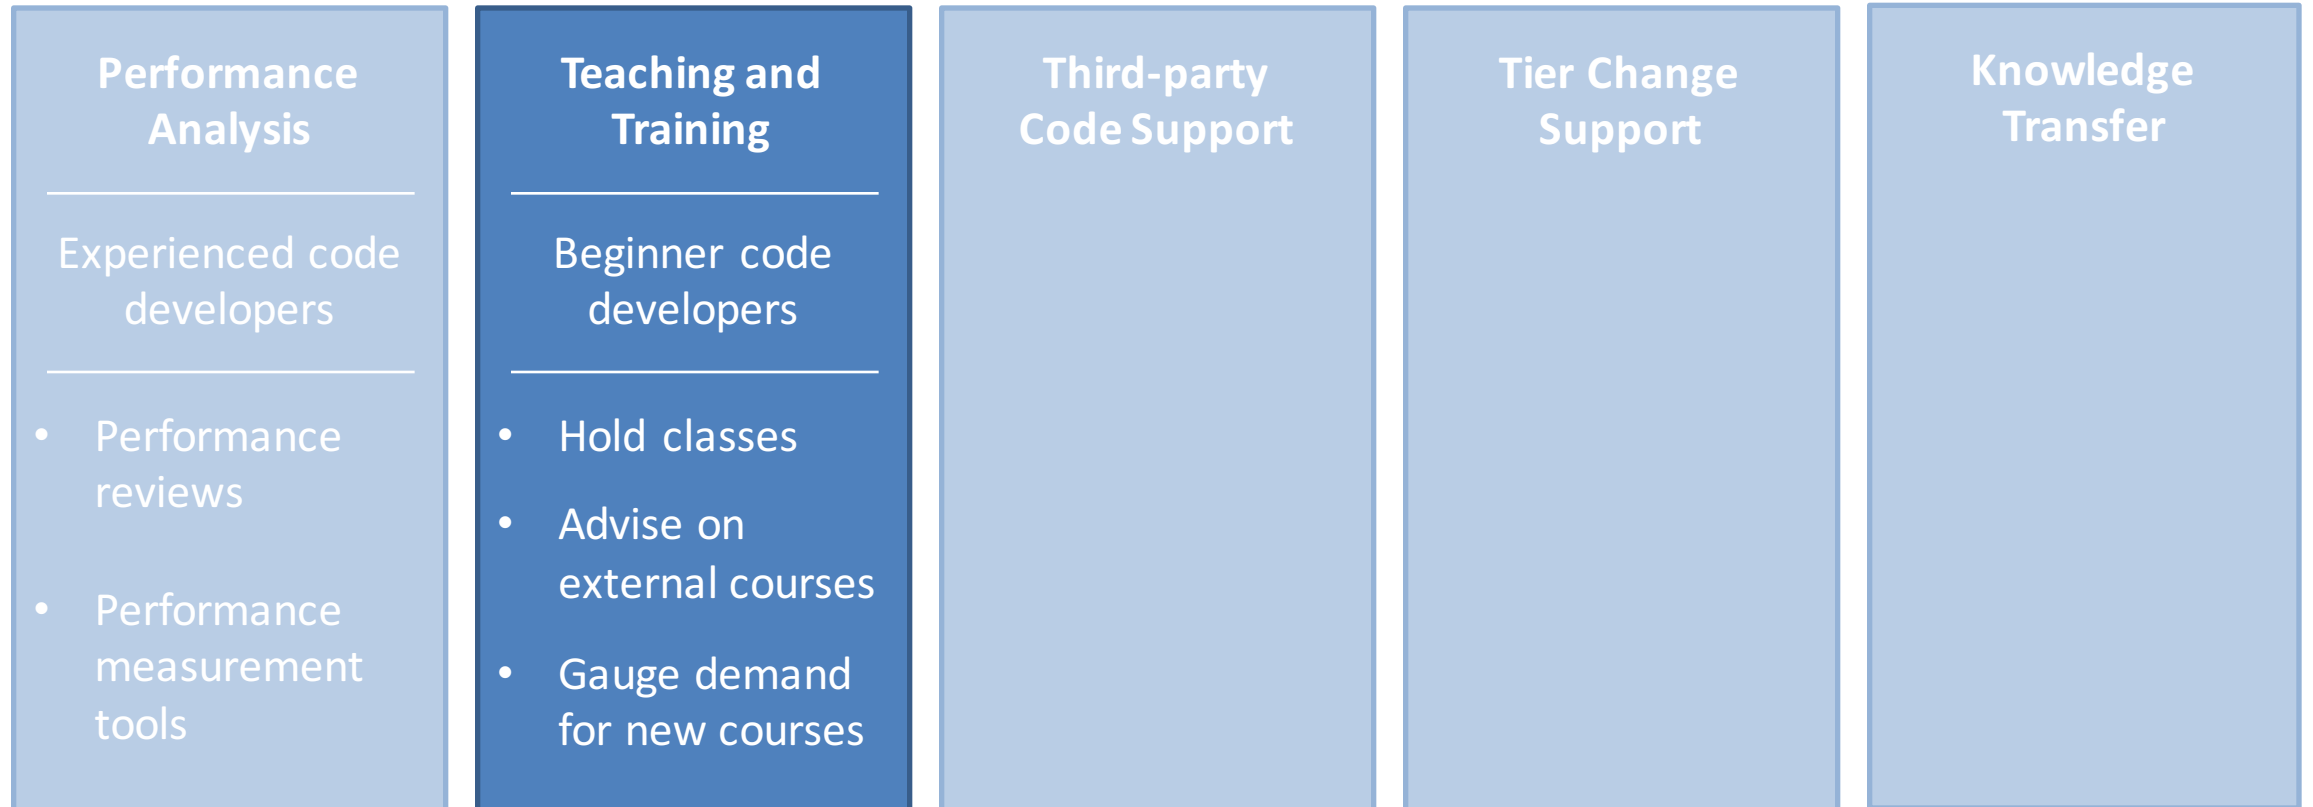 Performance
Analysis
Experienced code
developers
• Performance
reviews
• Performance
measurement
tools
Teaching and
Training
Beginner code
developers
• Hold classes
• Advise on
external courses
• Gauge demand
for new courses
Third-party
Code Support
Tier Change
Support
Knowledge
Transfer